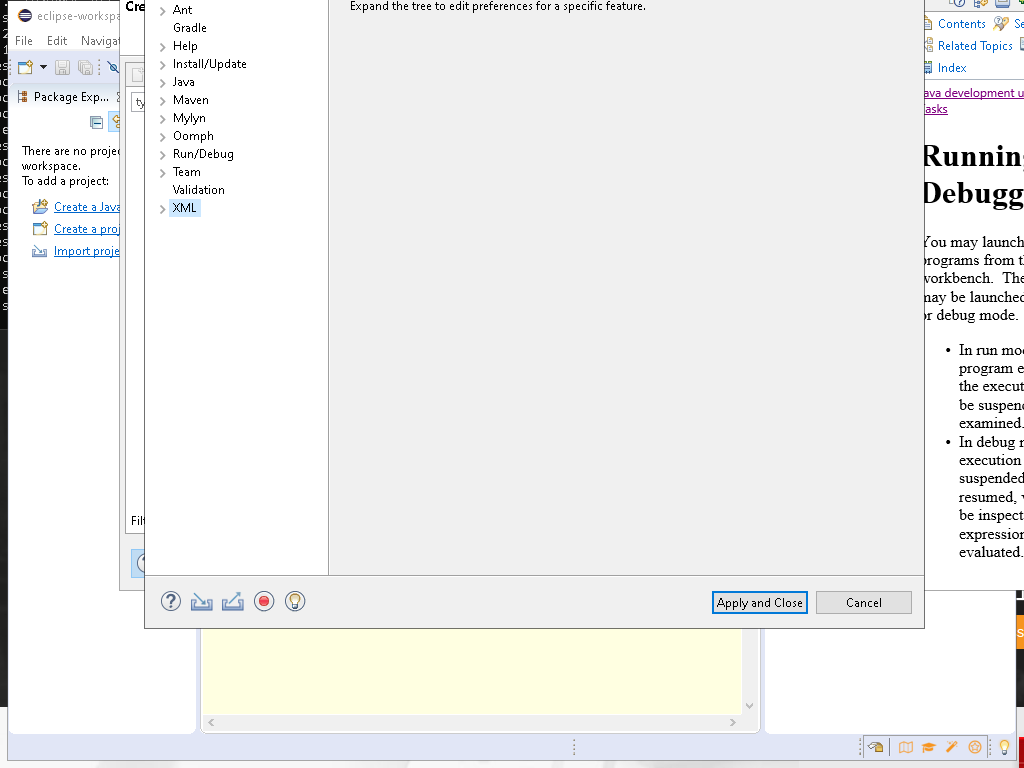 eclipse-workspa
File Edit Navigat
Package Exp...
There are no proje
workspace.
To add a project:
Create a Java
Create a proj
Import proje
Cre
ty
Filt
Ant
Gradle
Help
Install/Update
Java
Maven
Mylyn
Oomph
Run/Debug
Team
Validation
XML
Expand the tree to edit preferences for a specific feature.
Apply and Close
Cancel
Contents Se
Related Topics
Index
ava development u
asks
Running
Debugg
You may launch
programs from th
workbench. The
may be launched
or debug mode.
• In run mod
program e
the execut
be suspend
examined.
• In debug m
execution
suspended
resumed, v
be inspect
expression
evaluated.